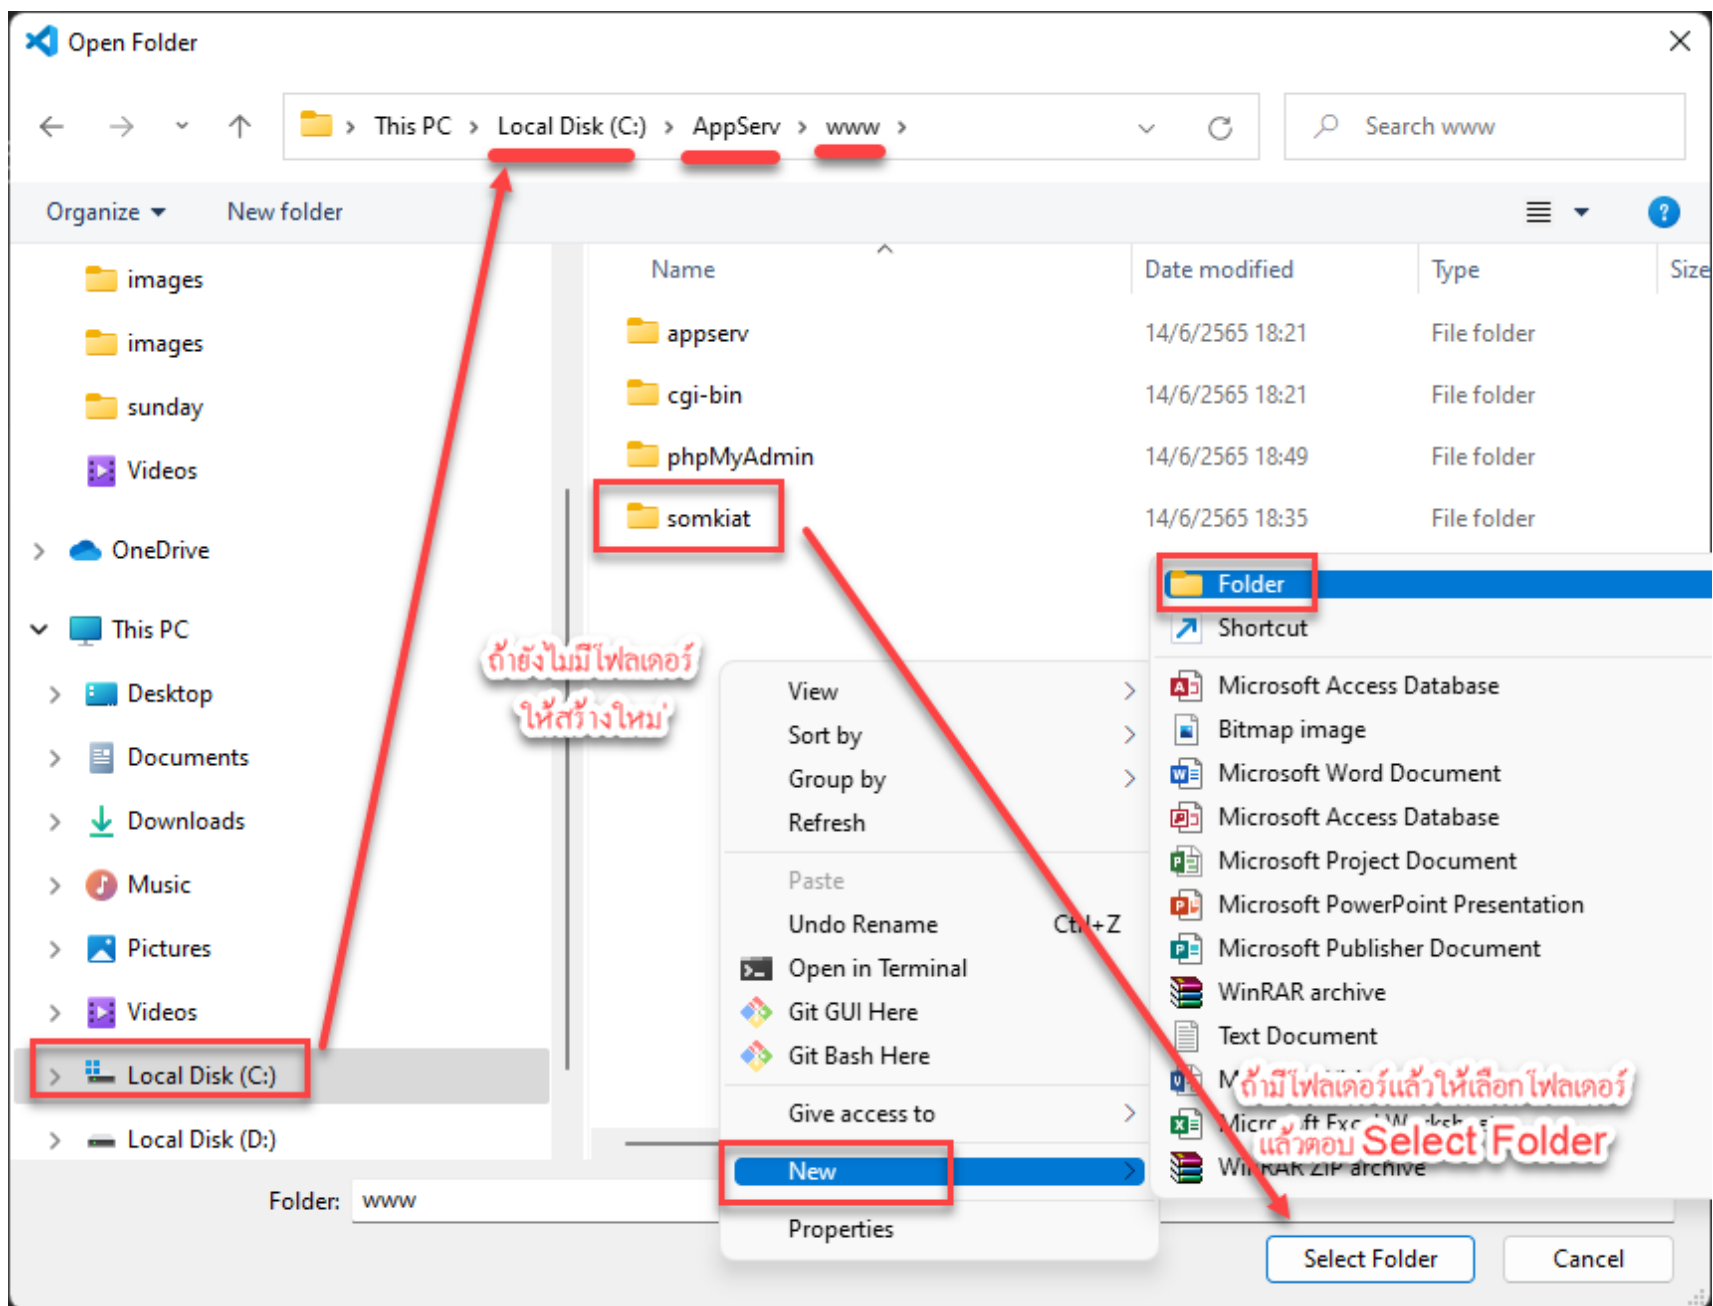 Open Folder
This PC > Local Disk (C:) > AppServ > www >
Search www
Organize
New folder
Name
Date modified
Type
Size
images
images
sunday
Videos
OneDrive
This PC
Desktop
Documents
Downloads
Music
Pictures
Videos
Local Disk (C:)
Local Disk (D:)
appserv 14/6/2565 18:21 File folder
cgi-bin 14/6/2565 18:21 File folder
phpMyAdmin 14/6/2565 18:49 File folder
somkiat 14/6/2565 18:35 File folder
ถ้ายังไมมีโฟลเดอร์
ให้สร้างใหม่
View
Sort by
Group by
Refresh
Paste
Undo Rename Ctrl+Z
Open in Terminal
Git GUI Here
Git Bash Here
Give access to
New
Properties
Folder
Shortcut
Microsoft Access Database
Bitmap image
Microsoft Word Document
Microsoft Access Database
Microsoft Project Document
Microsoft PowerPoint Presentation
Microsoft Publisher Document
WinRAR archive
Text Document
ถ้ามีโฟลเดอร์แล้วให้เลือกโฟลเดอร์
Microsoft Excel Worksheet
แล้วตอบ Select Folder
WinRAR ZIP archive
Folder: www
Select Folder
Cancel